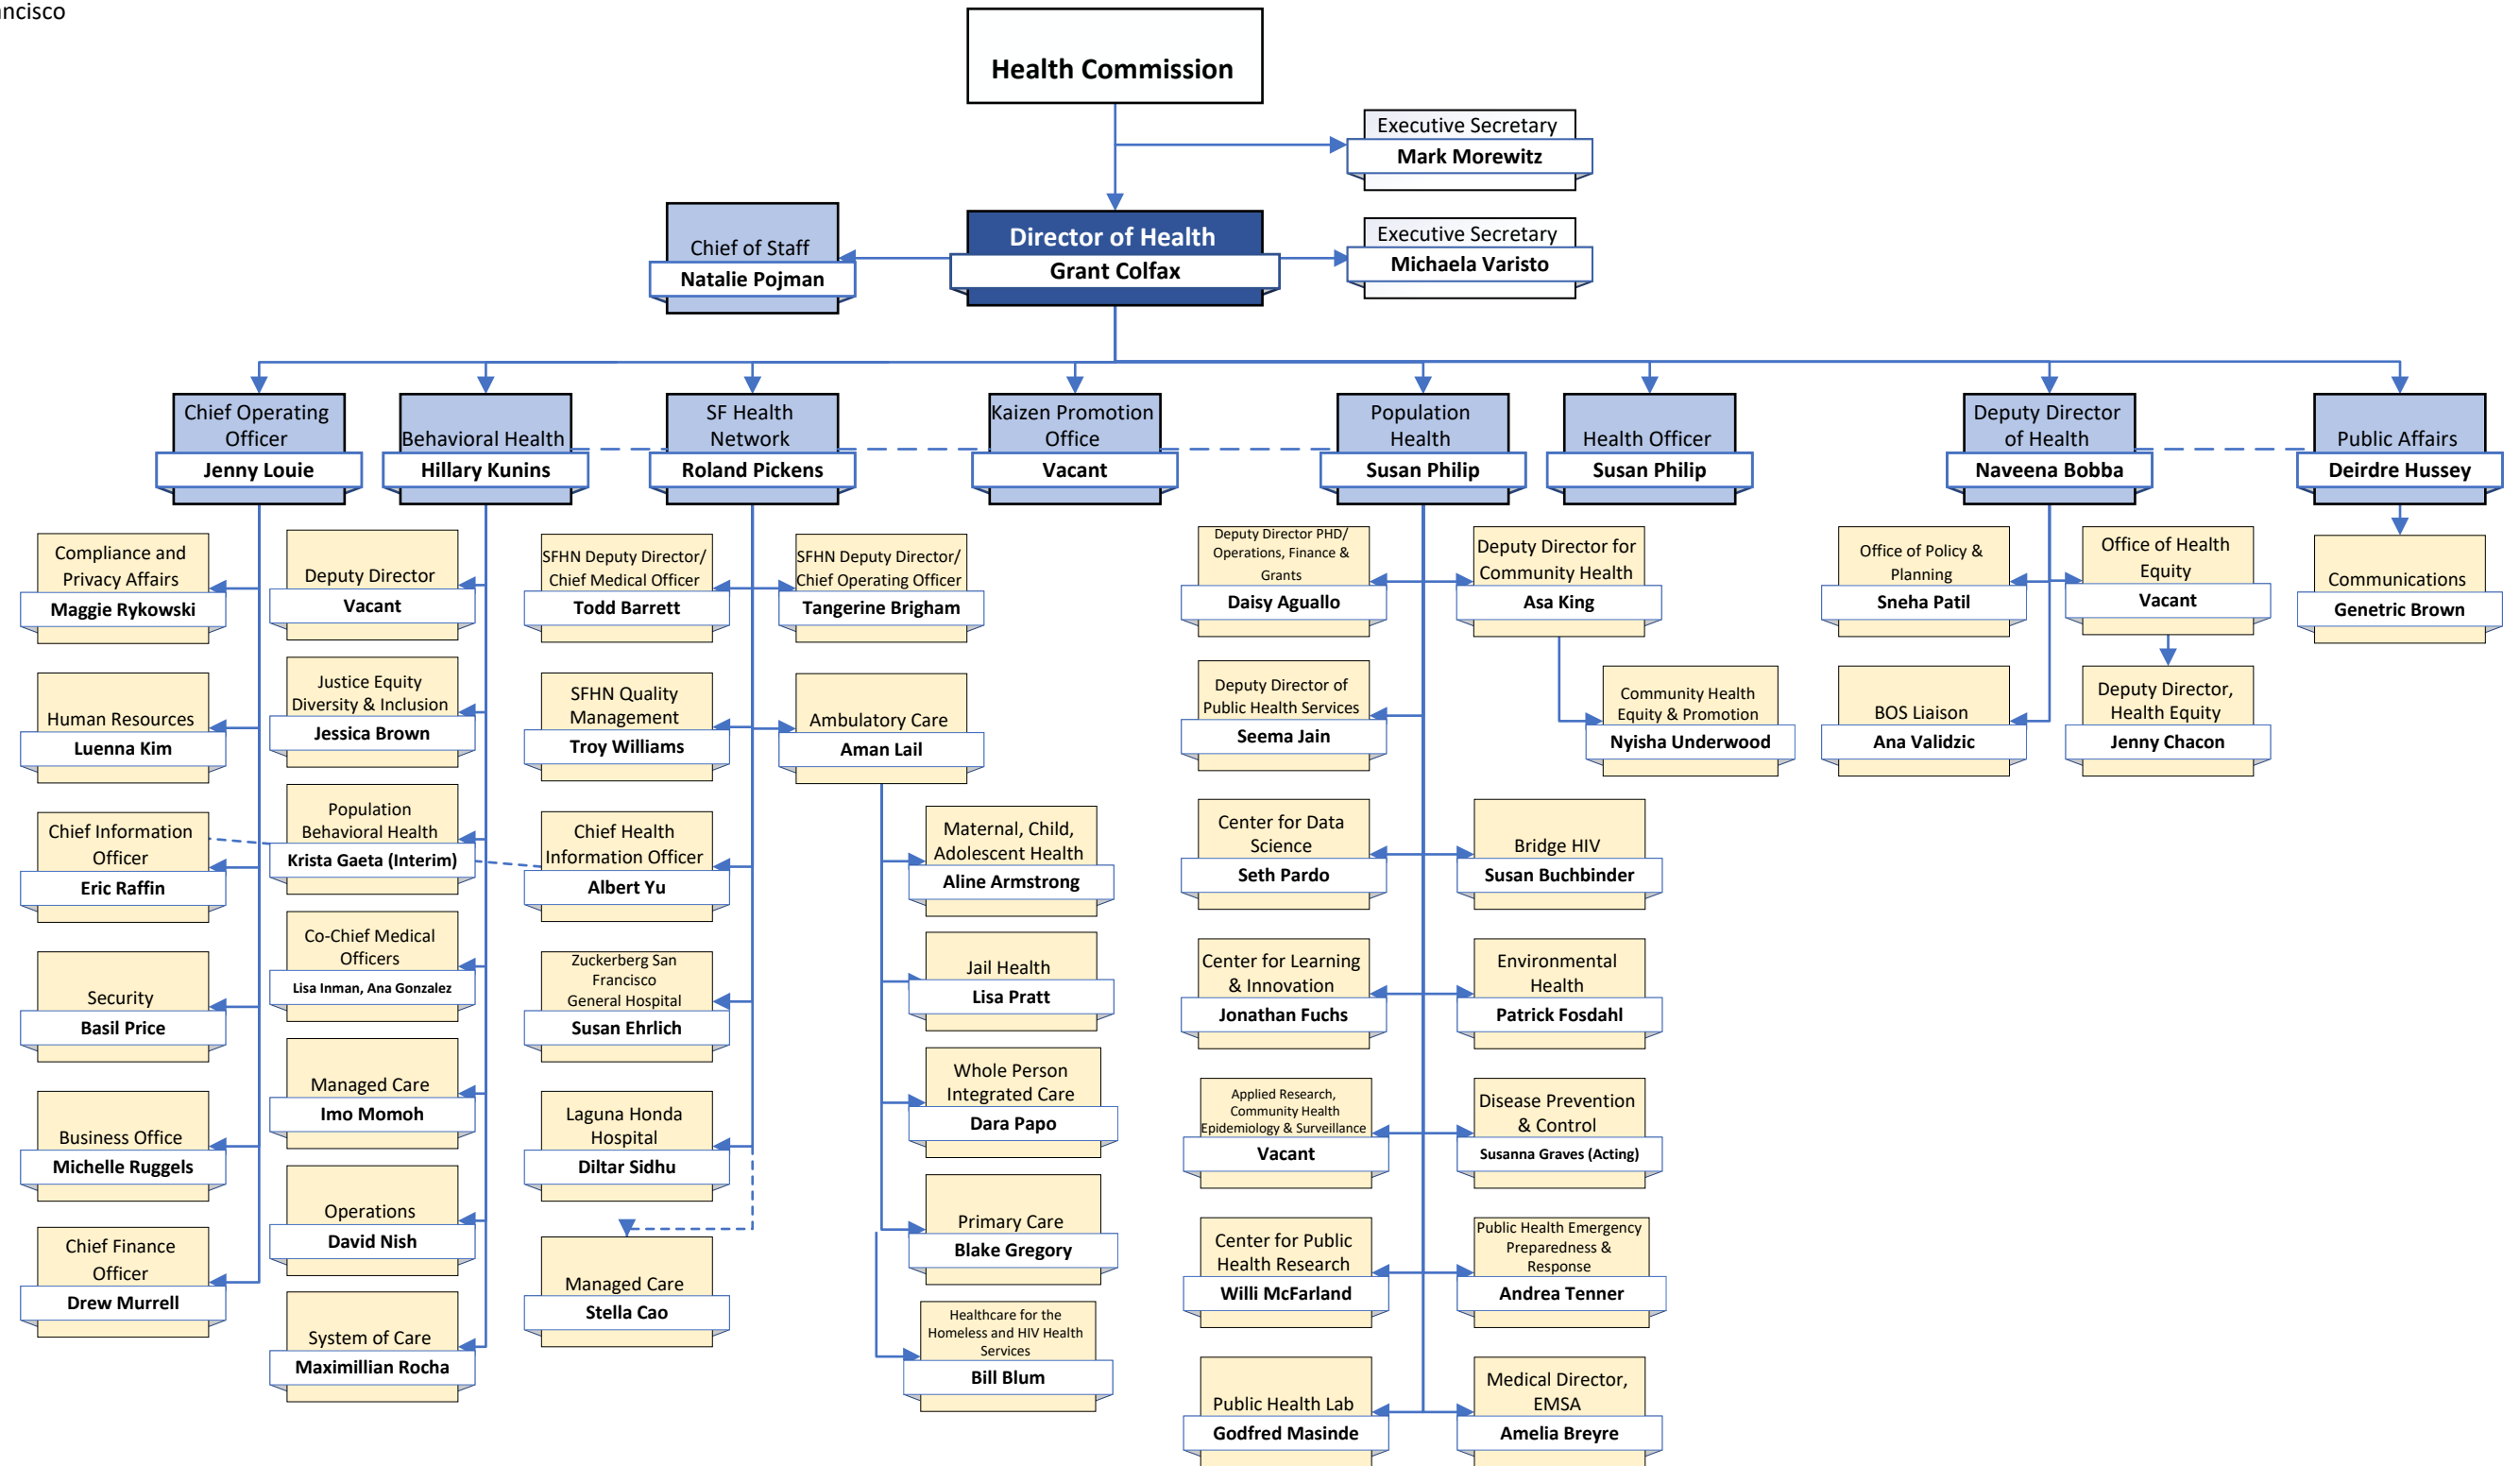 ncisco
Health Commission
Executive Secretary
Mark Morewitz
Chief of Staff
Natalie Pojman
Director of Health
Grant Colfax
Executive Secretary
Michaela Varisto
Chief Operating
Officer
Jenny Louie
Behavioral Health
Hillary Kunins
SF Health
Network
Roland Pickens
Kaizen Promotion
Office
Vacant
Population
Health
Susan Philip
Health Officer
Susan Philip
Deputy Director
of Health
Naveena Bobba
Public Affairs
Deirdre Hussey
Compliance and
Privacy Affairs
Maggie Rykowski
Human Resources
Luenna Kim
Chief Information
Officer
Eric Raffin
Security
Basil Price
Business Office
Michelle Ruggels
Chief Finance
Officer
Drew Murrell
Deputy Director
Vacant
Justice Equity
Diversity & Inclusion
Jessica Brown
Population
Behavioral Health
Krista Gaeta (Interim)
Co-Chief Medical
Officers
Lisa Inman, Ana Gonzalez
Managed Care
Imo Momoh
Operations
David Nish
System of Care
Maximillian Rocha
SFHN Deputy Director/
Chief Medical Officer
Todd Barrett
SFHN Deputy Director/
Chief Operating Officer
Tangerine Brigham
SFHN Quality
Management
Troy Williams
Ambulatory Care
Aman Lail
Chief Health
Information Officer
Albert Yu
Zuckerberg San
Francisco
General Hospital
Susan Ehrlich
Laguna Honda
Hospital
Diltar Sidhu
Managed Care
Stella Cao
Maternal, Child,
Adolescent Health
Aline Armstrong
Jail Health
Lisa Pratt
Whole Person
Integrated Care
Dara Papo
Primary Care
Blake Gregory
Healthcare for the
Homeless and HIV Health
Services
Bill Blum
Deputy Director PHD/
Operations, Finance &
Grants
Daisy Aguallo
Deputy Director for
Community Health
Asa King
Deputy Director of
Public Health Services
Seema Jain
Community Health
Equity & Promotion
Nyisha Underwood
Center for Data
Science
Seth Pardo
Bridge HIV
Susan Buchbinder
Center for Learning
& Innovation
Jonathan Fuchs
Environmental
Health
Patrick Fosdahl
Applied Research,
Community Health
Epidemiology & Surveillance
Vacant
Disease Prevention
& Control
Susanna Graves (Acting)
Center for Public
Health Research
Willi McFarland
Public Health Emergency
Preparedness &
Response
Andrea Tenner
Public Health Lab
Godfred Masinde
Medical Director,
EMSA
Amelia Breyre
Office of Policy &
Planning
Sneha Patil
Office of Health
Equity
Vacant
BOS Liaison
Ana Validzic
Deputy Director,
Health Equity
Jenny Chacon
Communications
Genetric Brown